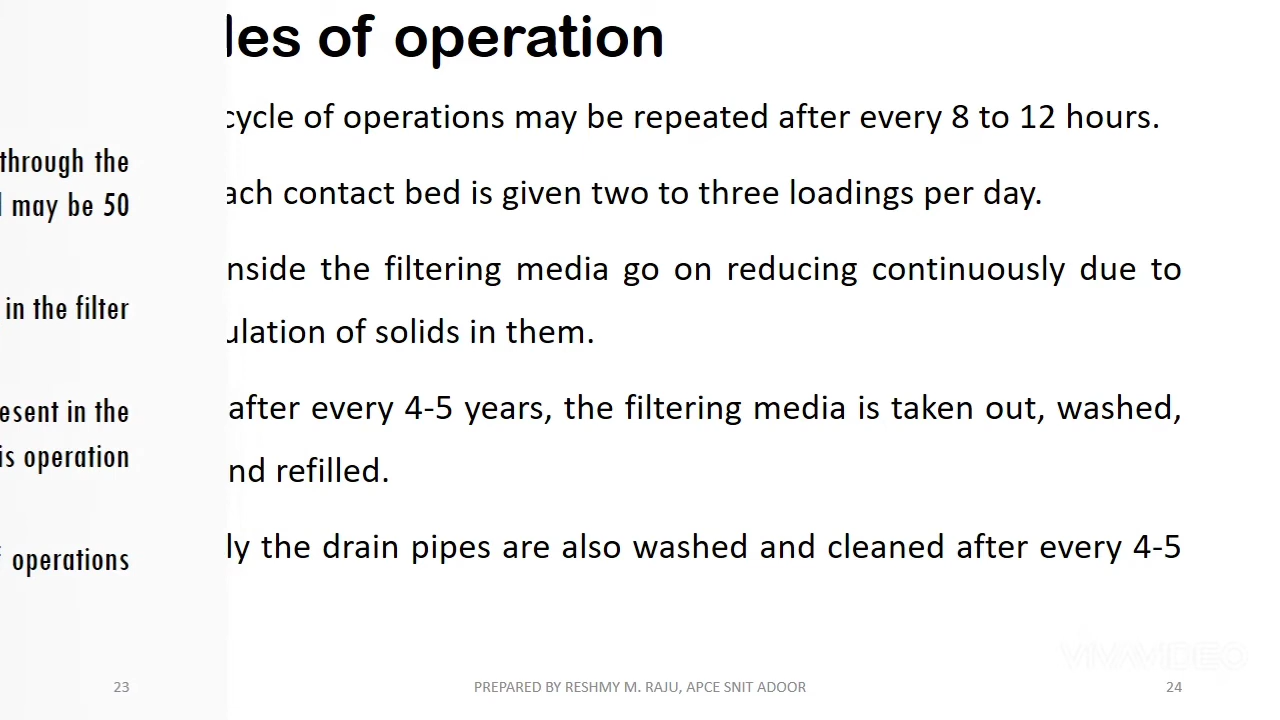 through the
may be 50
in the filter
esent in the
is operation
operations
23
les of operation
cycle of operations may be repeated after every 8 to 12 hours.
ach contact bed is given two to three loadings per day.
nside the filtering media go on reducing continuously due to
ulation of solids in them.
after every 4-5 years, the filtering media is taken out, washed,
nd refilled.
ly the drain pipes are also washed and cleaned after every 4-5
VIVAVIDEO
PREPARED BY RESHMY M. RAJU, APCE SNIT ADOOR
24